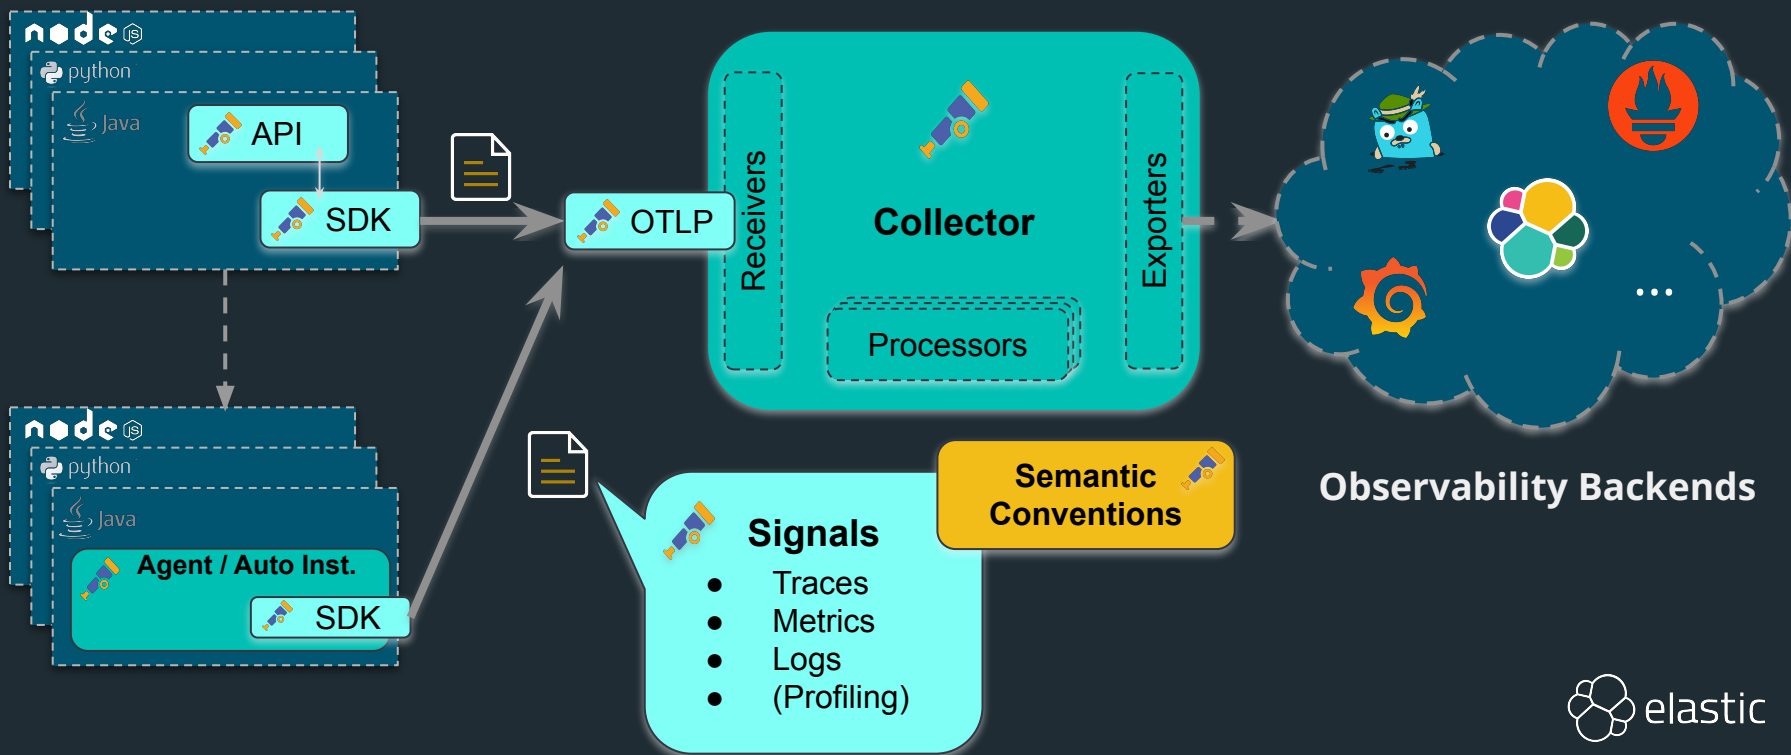 node JS
python
Java
API
SDK
OTLP
Receivers
Collector
Processors
Exporters
...
Observability Backends
node JS
python
Java
Agent / Auto Inst.
SDK
Signals
● Traces
● Metrics
● Logs
● (Profiling)
Semantic
Conventions
elastic